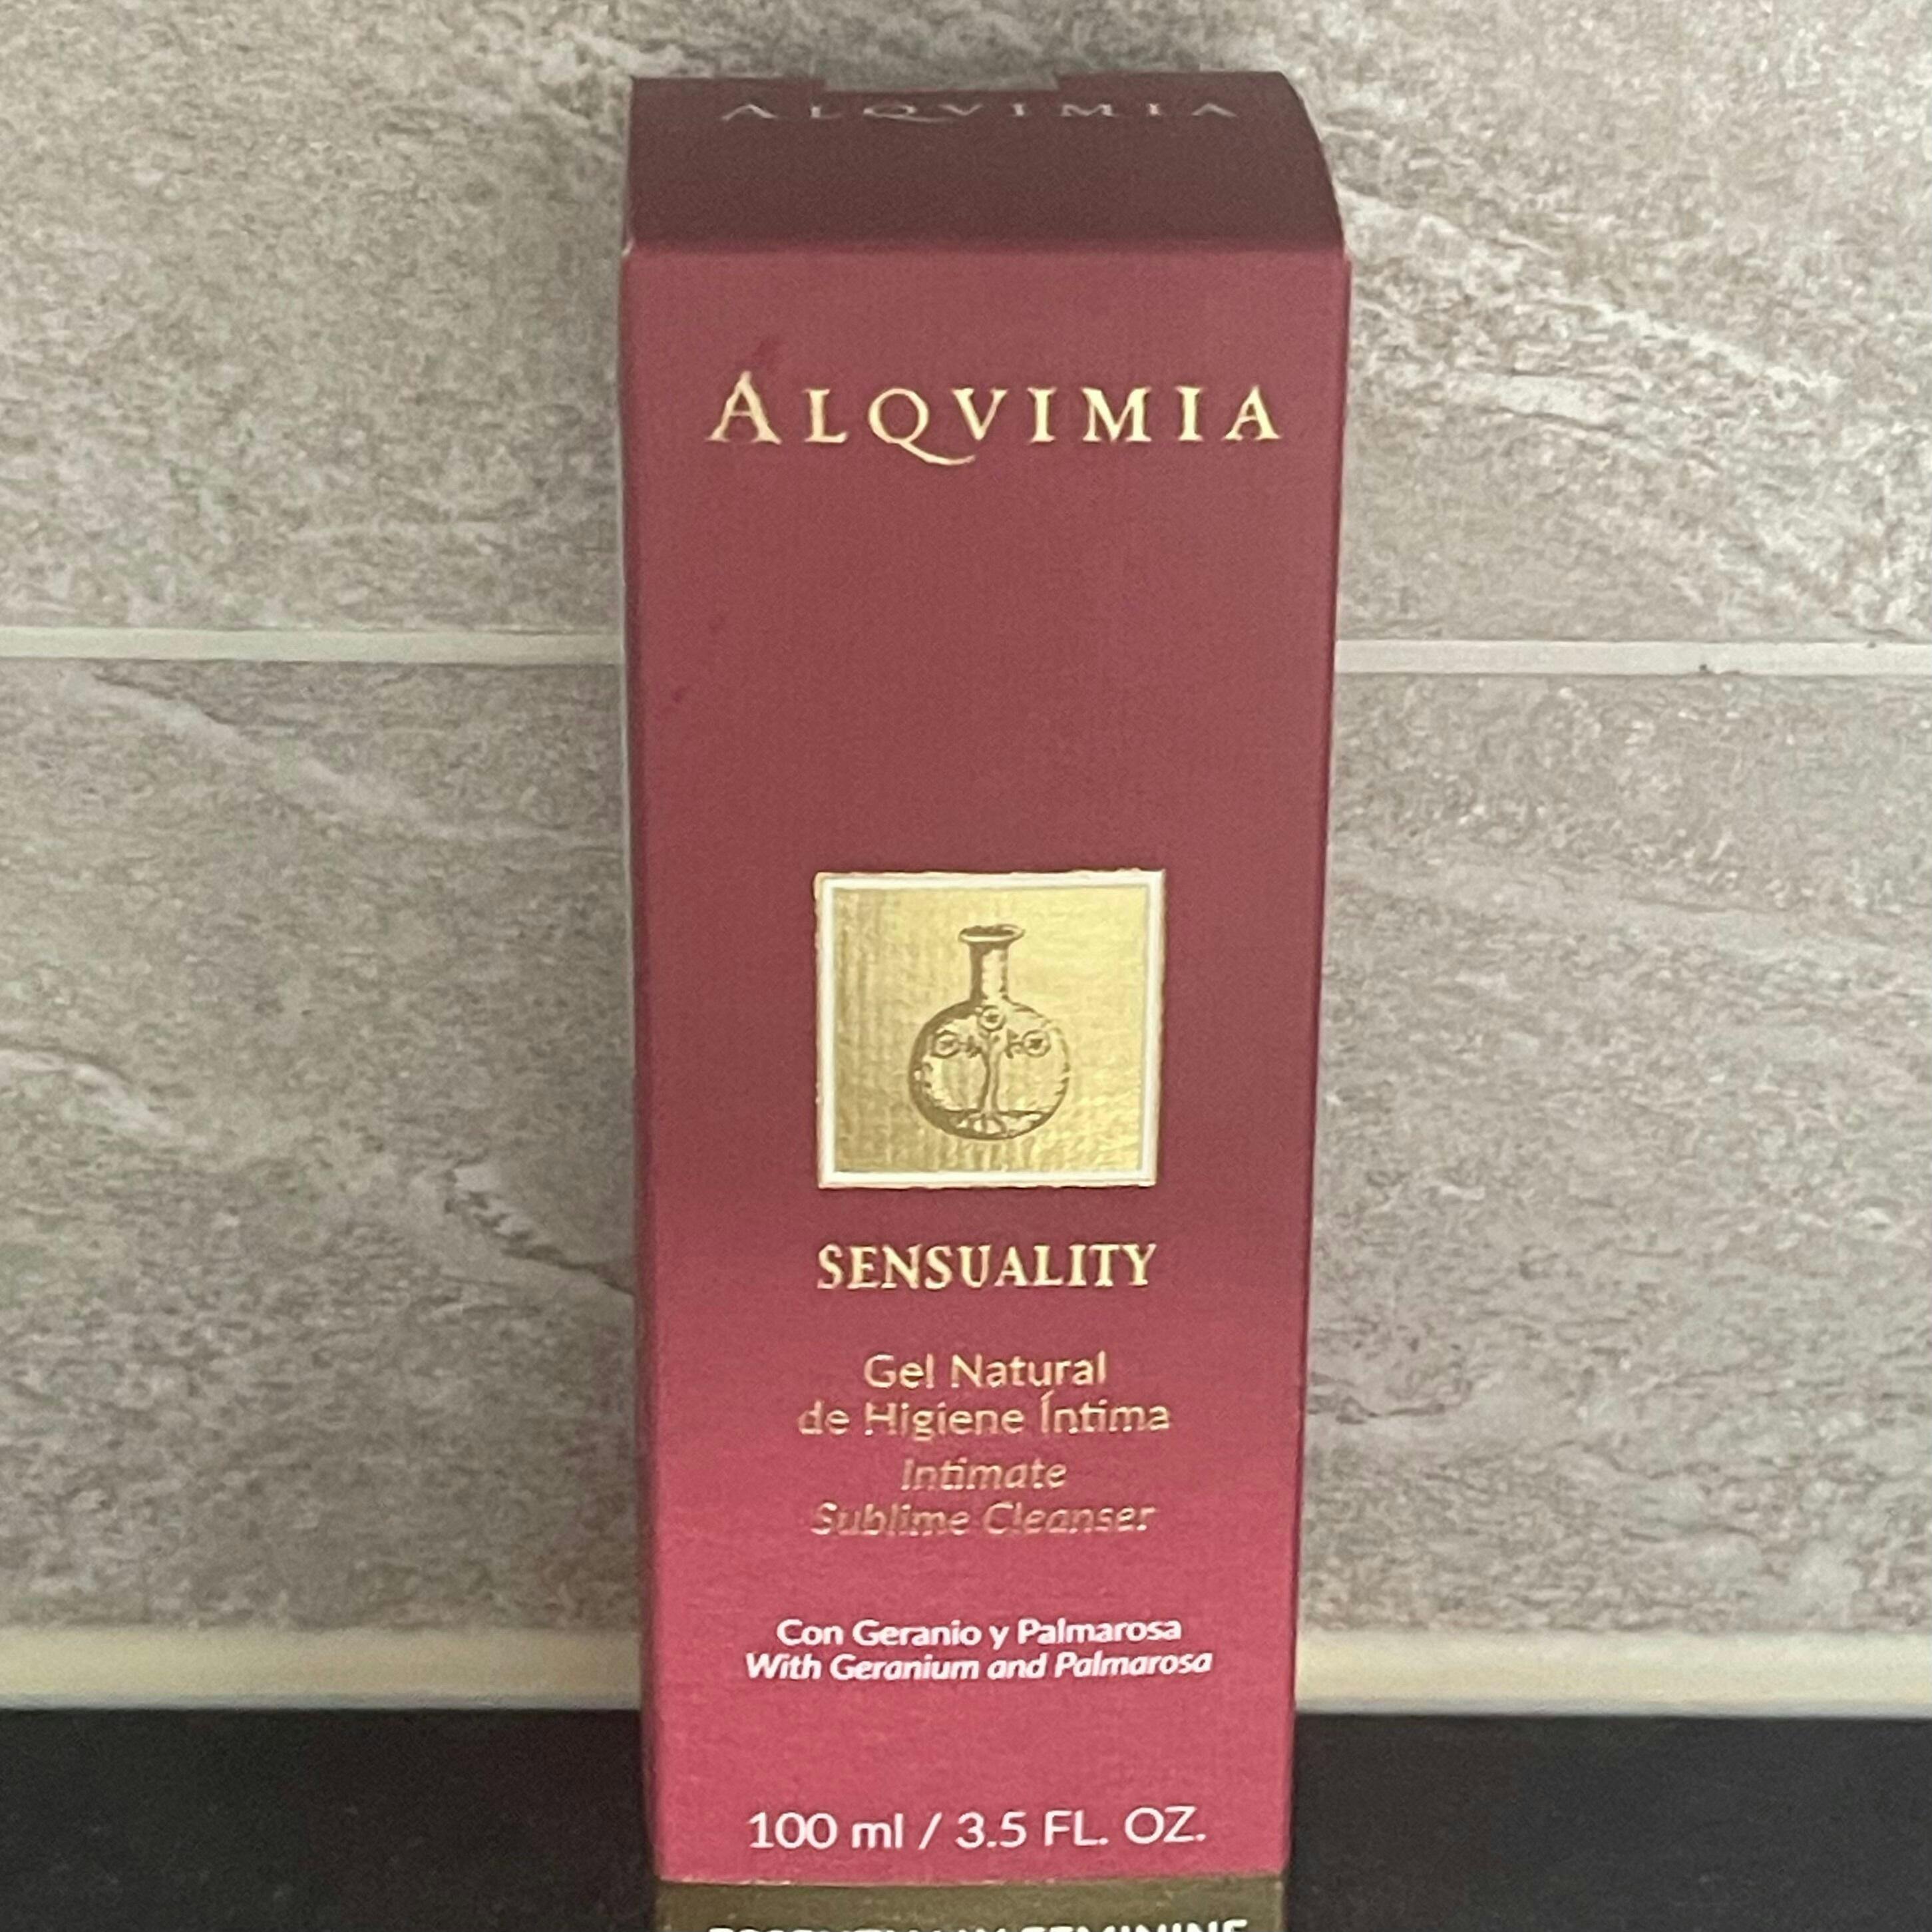 ALQVIMIA
ALQVIMIA
SENSUALITY
Gel Natural
de Higiene Íntima
Intimate
Sublime Cleanser
Con Geranio y Palmarosa
With Geranium and Palmarosa
100 ml / 3.5 FL. OZ.
FEMININE